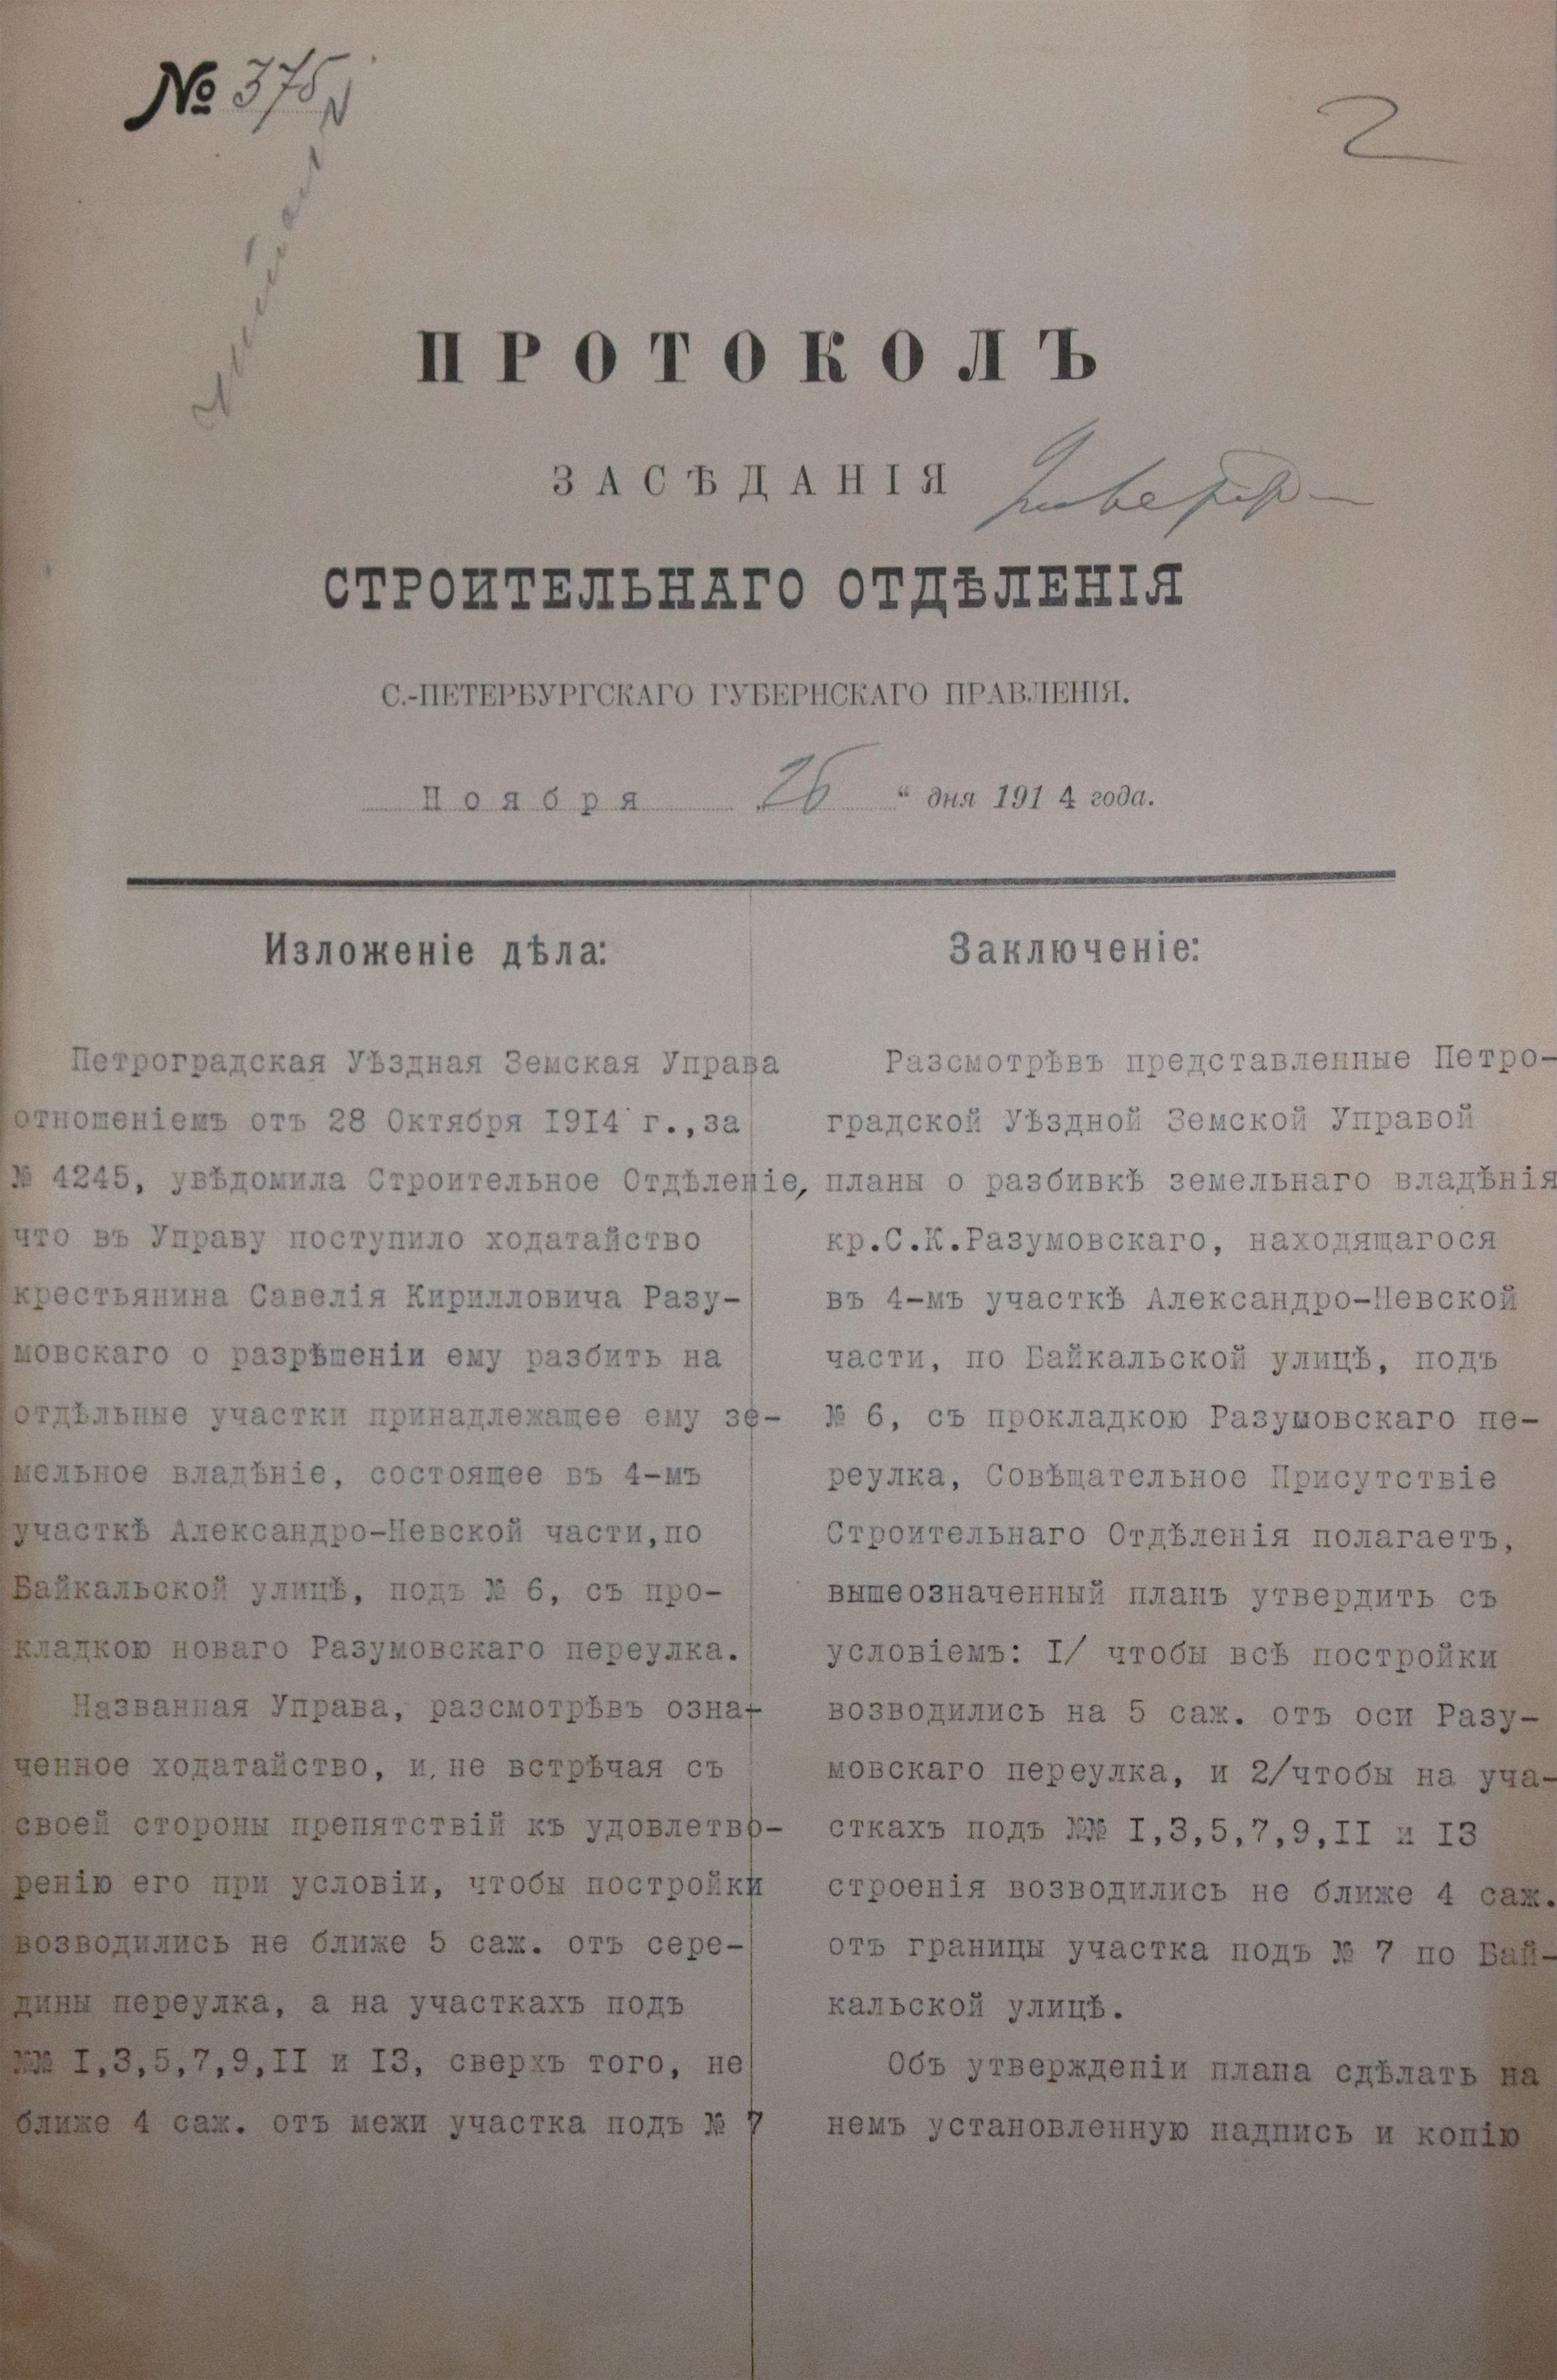 № 375
2
ПРОТОКОЛЪ
ЗАСѢДАНІЯ
СТРОИТЕЛЬНАГО ОТДѢЛЕНІЯ
С.-ПЕТЕРБУРГСКАГО ГУБЕРНСКАГО ПРАВЛЕНІЯ.
Ноября 26 “ дня 1914 года.
Изложеніе дѣла:
Петроградская Уѣздная Земская Управа
отношеніемъ отъ 28 Октября I9I4 г.,за
№ 4245, увѣдомила Строительное Отдѣленіе,
что въ Управу поступило ходатайство
крестьянина Савелія Кирилловича Разу-
мовскаго о разрѣшеніи ему разбить на
отдѣльные участки принадлежащее ему зе-
мельное владѣніе, состоящее въ 4-мъ
участкѣ Александро-Невской части,по
Байкальской улицѣ, подъ № 6, съ про-
кладкою новаго Разумовскаго переулка.
Названная Управа, разсмотрѣвъ озна-
ченное ходатайство, и, не встрѣчая съ
своей стороны препятствій къ удовлетво-
ренію его при условіи, чтобы постройки
возводились не ближе 5 саж. отъ сере-
дины переулка, а на участкахъ подъ
№№ I,3,5,7,9,II и I3, сверхъ того, не
ближе 4 саж. отъ межи участка подъ № 7
Заключеніе:
Разсмотрѣвъ представленные Петро-
градской Уѣздной Земской Управой
планы о разбивкѣ земельнаго владѣнія
кр.С.К.Разумовскаго, находящагося
въ 4-мъ участкѣ Александро-Невской
части, по Байкальской улицѣ, подъ
№ 6, съ прокладкою Разумовскаго пе-
реулка, Совѣщательное Присутствіе
Строительнаго Отдѣленія полагаетъ,
вышеозначенный планъ утвердить съ
условіемъ: I/ чтобы всѣ постройки
возводились на 5 саж. отъ оси Разу-
мовскаго переулка, и 2/чтобы на уча-
сткахъ подъ №№ I,3,5,7,9,II и I3
строенія возводились не ближе 4 саж.
отъ границы участка подъ № 7 по Бай-
кальской улицѣ.
Объ утвержденіи плана сдѣлать на
немъ установленную надпись и копію